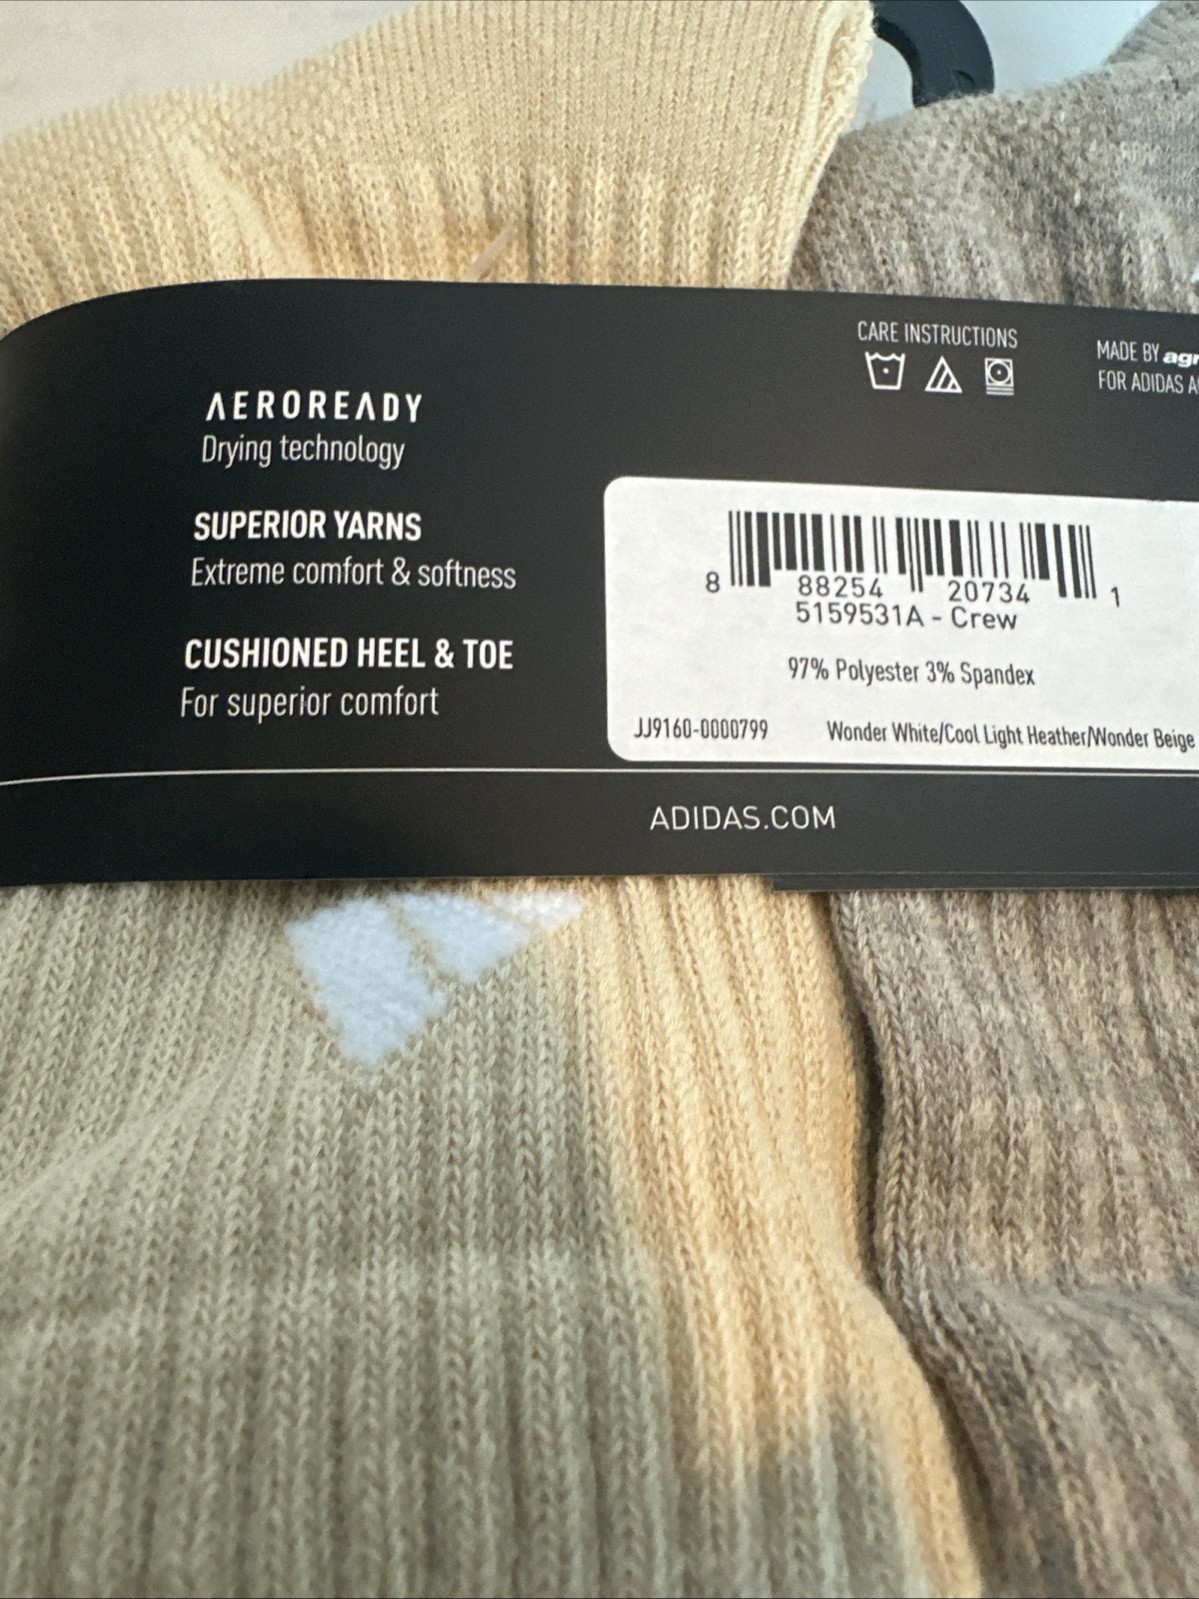 CARE INSTRUCTIONS
MADE BY agr
FOR ADIDAS A
AEROREADY
Drying technology
SUPERIOR YARNS
Extreme comfort & softness
CUSHIONED HEEL & TOE
For superior comfort
8 88254 20734 1
5159531A - Crew
97% Polyester 3% Spandex
JJ9160-0000799 Wonder White/Cool Light Heather/Wonder Beige
ADIDAS.COM